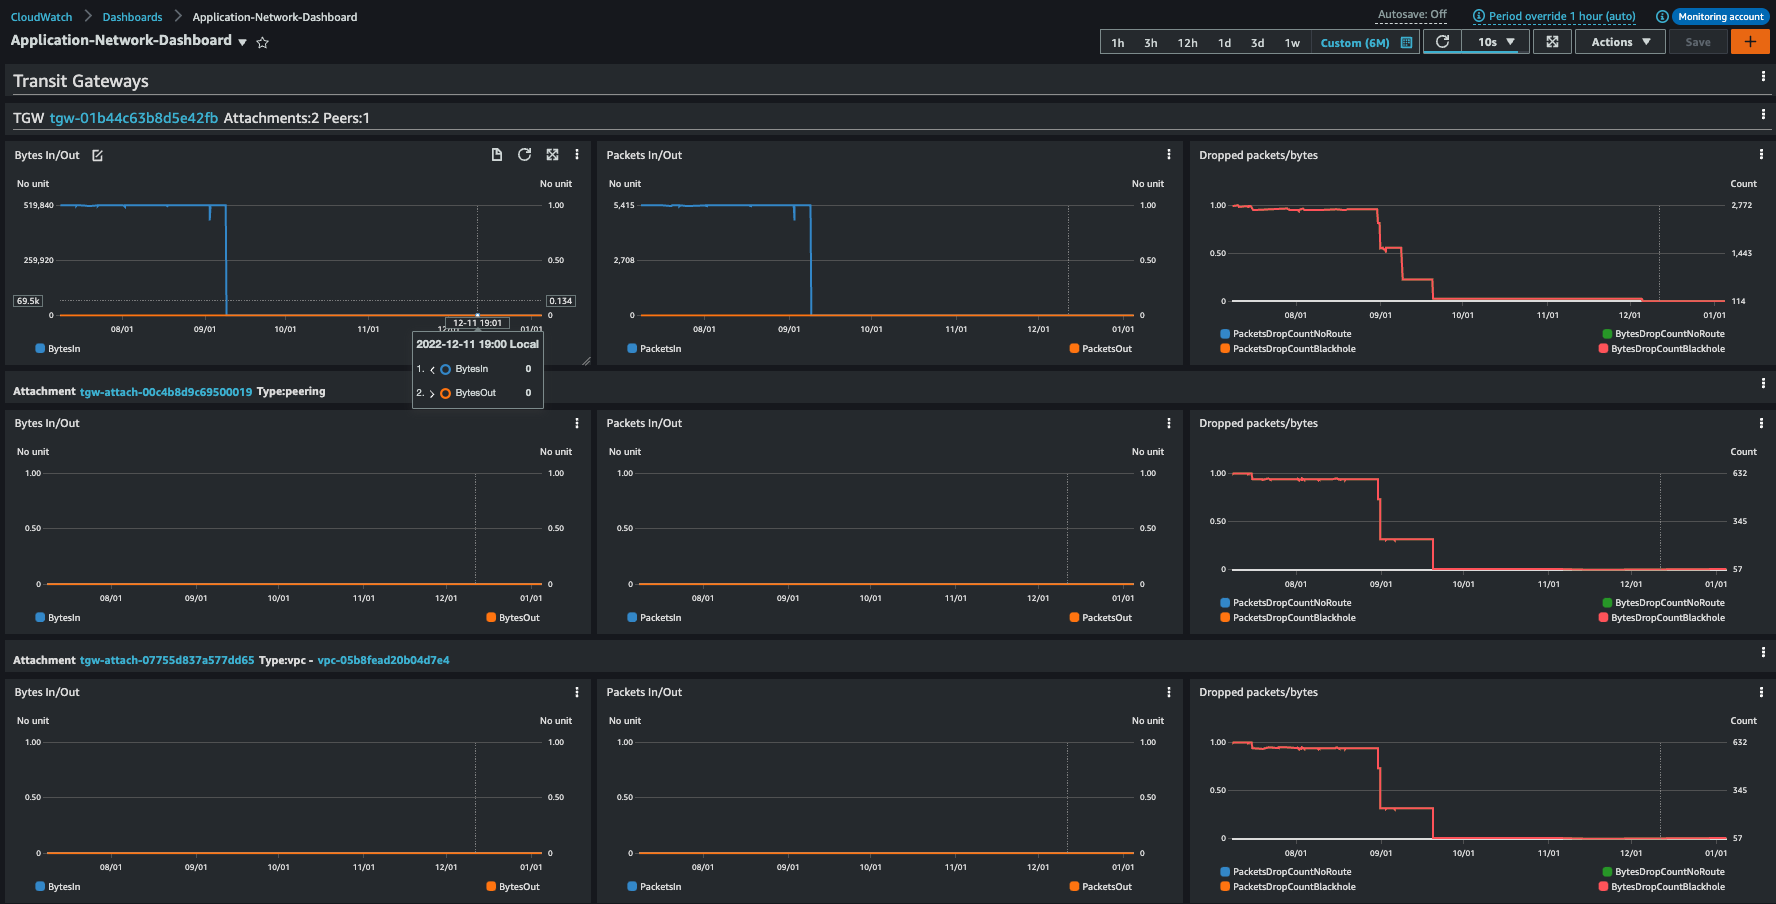 CloudWatch > Dashboards > Application-Network-Dashboard
Autosave: Off
Period override 1 hour (auto)
Monitoring account
Application-Network-Dashboard
1h 3h 12h 1d 3d 1w Custom (6M) 10s Actions Save +
Transit Gateways
TGW tgw-01b44c63b8d5e42fb Attachments:2 Peers:1
Bytes In/Out
No unit No unit
519,840 1.00
259,920 0.50
69.5k 0.134
0 0
12-11 19:01
08/01 09/01 10/01 11/01 12/01 01/01
BytesIn
2022-12-11 19:00 Local
1. BytesIn 0
2. BytesOut 0
Packets In/Out
No unit No unit
5,415 1.00
2,708 0.50
0 0
08/01 09/01 10/01 11/01 12/01 01/01
PacketsIn PacketsOut
Dropped packets/bytes
Count
1.00 2,772
0.50 1,443
0 114
08/01 09/01 10/01 11/01 12/01 01/01
PacketsDropCountNoRoute BytesDropCountNoRoute
PacketsDropCountBlackhole BytesDropCountBlackhole
Attachment tgw-attach-00c4b8d9c69500019 Type:peering
Bytes In/Out
No unit No unit
1.00 1.00
0.50 0.50
0 0
08/01 09/01 10/01 11/01 12/01 01/01
BytesIn BytesOut
Packets In/Out
No unit No unit
1.00 1.00
0.50 0.50
0 0
08/01 09/01 10/01 11/01 12/01 01/01
PacketsIn PacketsOut
Dropped packets/bytes
Count
1.00 632
0.50 345
0 57
08/01 09/01 10/01 11/01 12/01 01/01
PacketsDropCountNoRoute BytesDropCountNoRoute
PacketsDropCountBlackhole BytesDropCountBlackhole
Attachment tgw-attach-07755d837a577dd65 Type:vpc - vpc-05b8fead20b04d7e4
Bytes In/Out
No unit No unit
1.00 1.00
0.50 0.50
0 0
08/01 09/01 10/01 11/01 12/01 01/01
BytesIn BytesOut
Packets In/Out
No unit No unit
1.00 1.00
0.50 0.50
0 0
08/01 09/01 10/01 11/01 12/01 01/01
PacketsIn PacketsOut
Dropped packets/bytes
Count
1.00 632
0.50 345
0 57
08/01 09/01 10/01 11/01 12/01 01/01
PacketsDropCountNoRoute BytesDropCountNoRoute
PacketsDropCountBlackhole BytesDropCountBlackhole